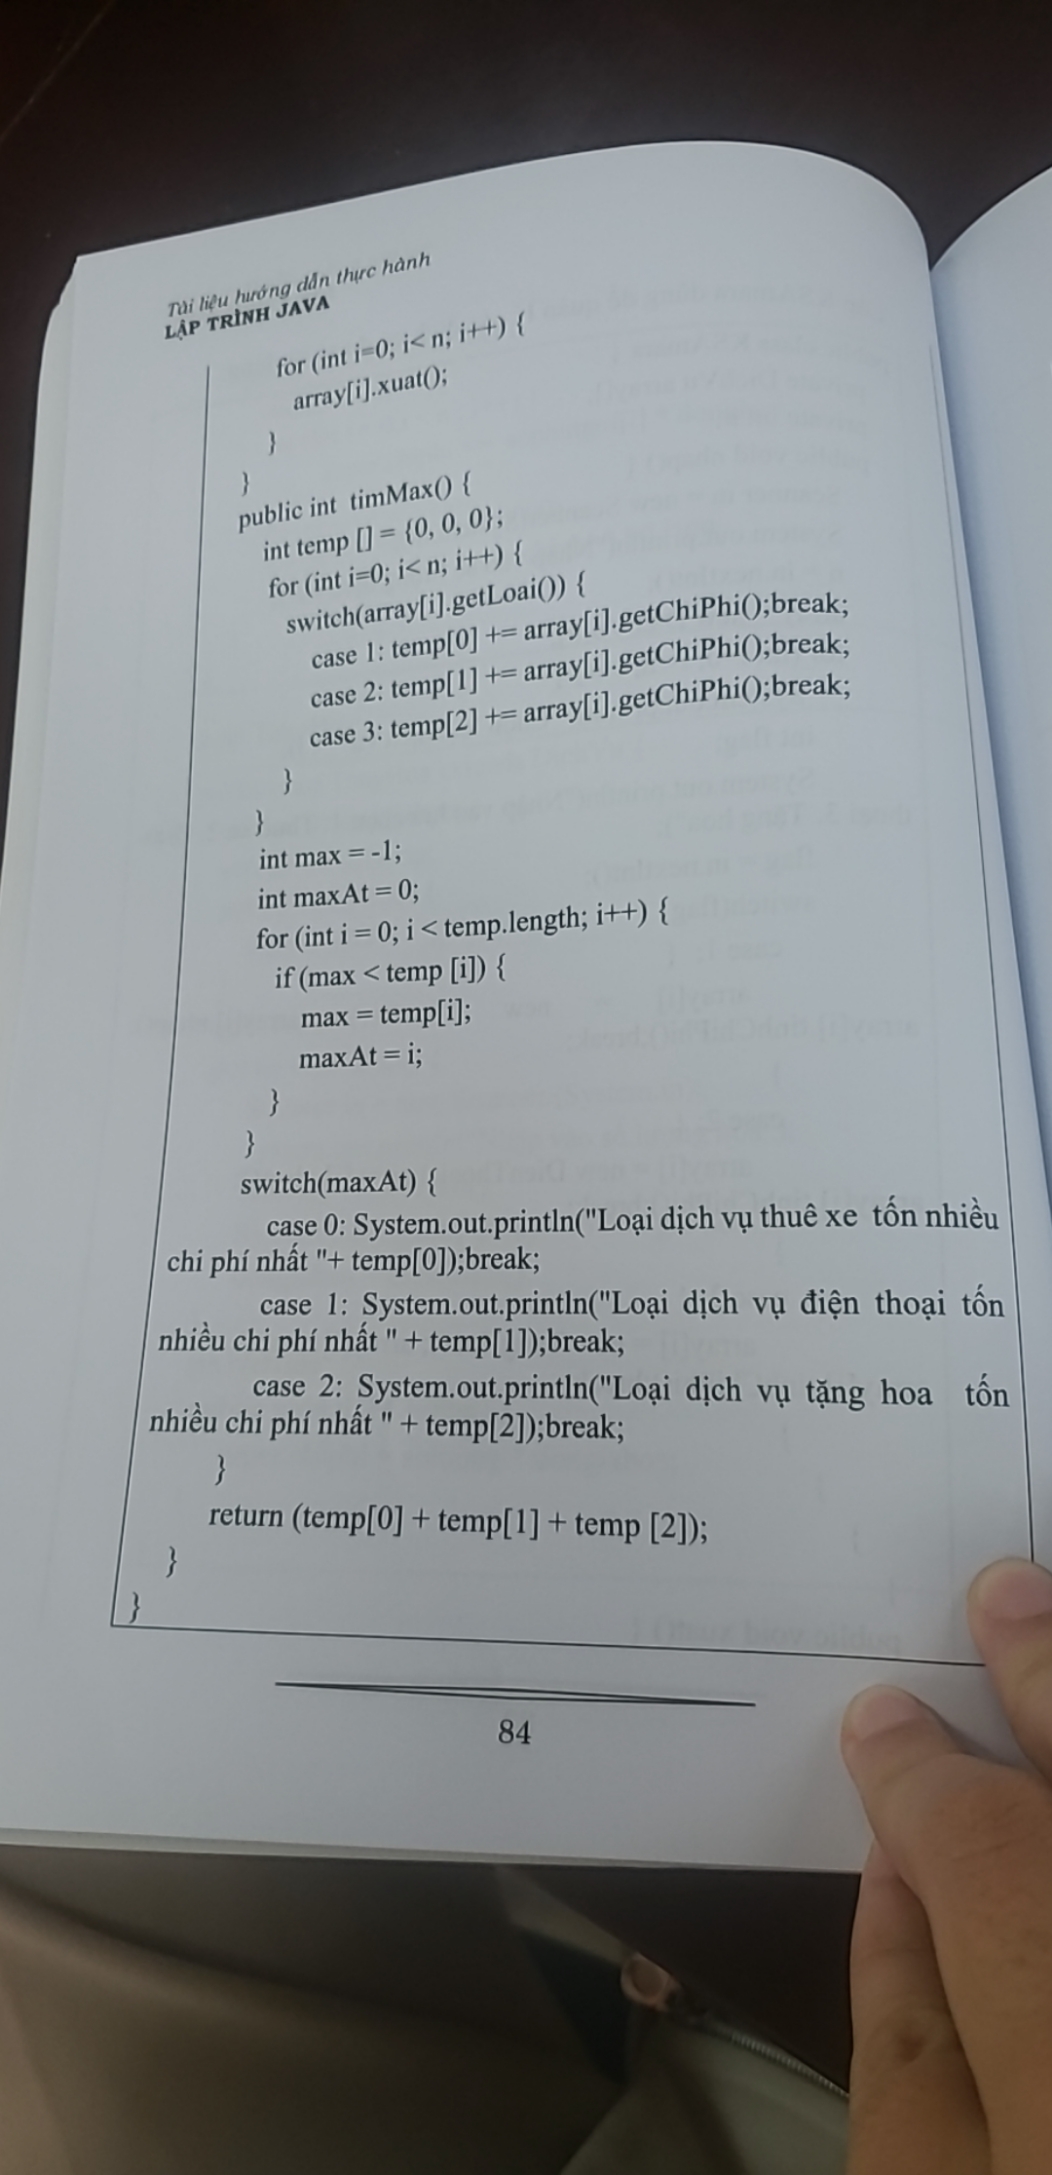 Tài liệu hướng dẫn thực hành
LẬP TRÌNH JAVA
for (int i=0; i< n; i++) {
array[i].xuat();
}
}
public int timMax() {
int temp [] = {0, 0, 0};
for (int i=0; i< n; i++) {
switch(array[i].getLoai()) {
case 1: temp[0] += array[i].getChiPhi();break;
case 2: temp[1] += array[i].getChiPhi();break;
case 3: temp[2] += array[i].getChiPhi();break;
}
}
int max = -1;
int maxAt = 0;
for (int i = 0; i < temp.length; i++) {
if (max < temp [i]) {
max = temp[i];
maxAt = i;
}
}
switch(maxAt) {
case 0: System.out.println("Loại dịch vụ thuê xe tốn nhiều
chi phí nhất "+ temp[0]);break;
case 1: System.out.println("Loại dịch vụ điện thoại tốn
nhiều chi phí nhất " + temp[1]);break;
case 2: System.out.println("Loại dịch vụ tặng hoa tốn
nhiều chi phí nhất " + temp[2]);break;
}
return (temp[0] + temp[1] + temp [2]);
}
}
84